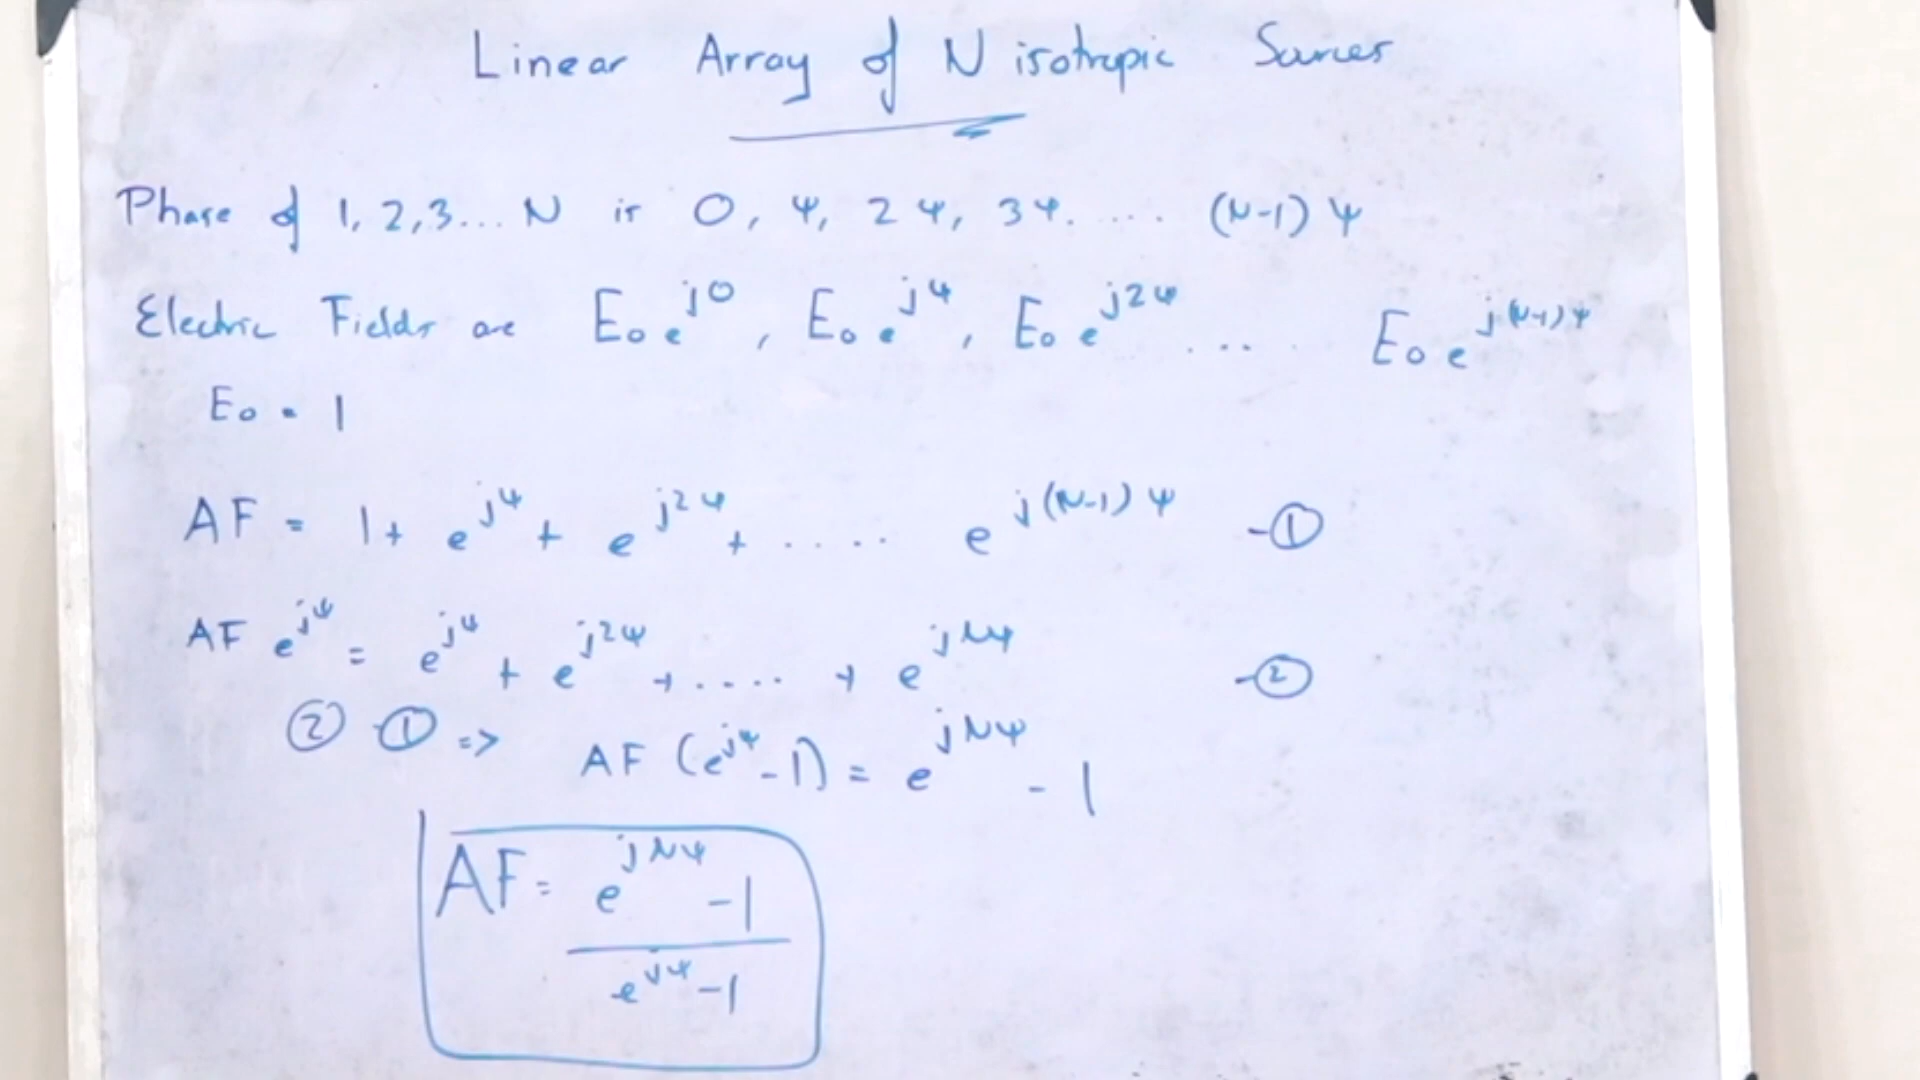 Linear Array of N isotropic Sources
Phase of 1, 2, 3... N is 0, ψ, 2ψ, 3ψ. .... (N-1) ψ
Electric Fields are E₀ e^{j0}, E₀ e^{jψ}, E₀ e^{j2ψ} .... E₀ e^{j(N-1)ψ}
E₀ = 1
AF = 1 + e^{jψ} + e^{j2ψ} + .... e^{j(N-1)ψ} -①
AF e^{jψ} = e^{jψ} + e^{j2ψ} + .... + e^{jNψ} -②
② - ① => AF (e^{jψ} - 1) = e^{jNψ} - 1
AF = \frac{e^{jNψ} - 1}{e^{jψ} - 1}